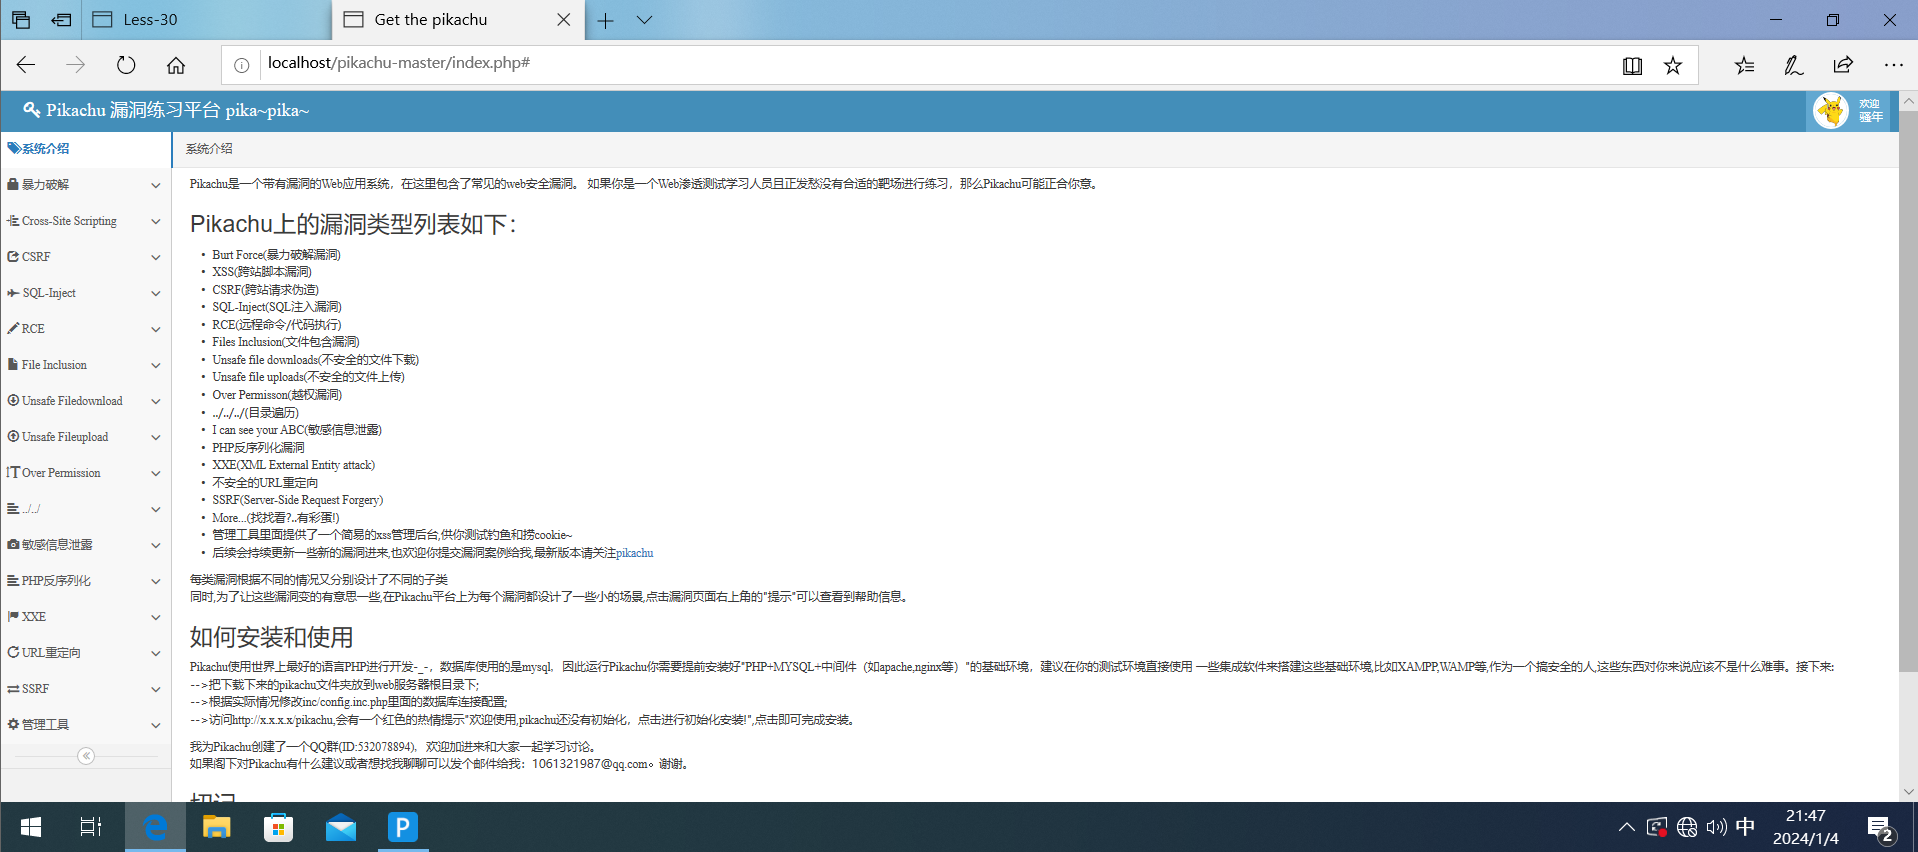 Less-30
Get the pikachu
localhost/pikachu-master/index.php#
Pikachu 漏洞练习平台 pika~pika~
欢迎
骚年
系统介绍
暴力破解
Cross-Site Scripting
CSRF
SQL-Inject
RCE
File Inclusion
Unsafe Filedownload
Unsafe Fileupload
Over Permission
../../
敏感信息泄露
PHP反序列化
XXE
URL重定向
SSRF
管理工具
系统介绍
Pikachu是一个带有漏洞的Web应用系统，在这里包含了常见的web安全漏洞。 如果你是一个Web渗透测试学习人员且正发愁没有合适的靶场进行练习，那么Pikachu可能正合你意。
Pikachu上的漏洞类型列表如下：
• Burt Force(暴力破解漏洞)
• XSS(跨站脚本漏洞)
• CSRF(跨站请求伪造)
• SQL-Inject(SQL注入漏洞)
• RCE(远程命令/代码执行)
• Files Inclusion(文件包含漏洞)
• Unsafe file downloads(不安全的文件下载)
• Unsafe file uploads(不安全的文件上传)
• Over Permisson(越权漏洞)
• ../../../(目录遍历)
• I can see your ABC(敏感信息泄露)
• PHP反序列化漏洞
• XXE(XML External Entity attack)
• 不安全的URL重定向
• SSRF(Server-Side Request Forgery)
• More...(找找看?..有彩蛋!)
• 管理工具里面提供了一个简易的xss管理后台,供你测试钓鱼和捞cookie~
• 后续会持续更新一些新的漏洞进来,也欢迎你提交漏洞案例给我,最新版本请关注pikachu
每类漏洞根据不同的情况又分别设计了不同的子类
同时,为了让这些漏洞变的有意思一些,在Pikachu平台上为每个漏洞都设计了一些小的场景,点击漏洞页面右上角的"提示"可以查看到帮助信息。
如何安装和使用
Pikachu使用世界上最好的语言PHP进行开发-_-，数据库使用的是mysql，因此运行Pikachu你需要提前安装好"PHP+MYSQL+中间件（如apache,nginx等）"的基础环境，建议在你的测试环境直接使用 一些集成软件来搭建这些基础环境,比如XAMPP,WAMP等,作为一个搞安全的人,这些东西对你来说应该不是什么难事。接下来:
-->把下载下来的pikachu文件夹放到web服务器根目录下;
-->根据实际情况修改inc/config.inc.php里面的数据库连接配置;
-->访问http://x.x.x.x/pikachu,会有一个红色的热情提示"欢迎使用,pikachu还没有初始化，点击进行初始化安装!",点击即可完成安装。
我为Pikachu创建了一个QQ群(ID:532078894)，欢迎加进来和大家一起学习讨论。
如果阁下对Pikachu有什么建议或者想找我聊聊可以发个邮件给我：1061321987@qq.com。谢谢。
切记
P
中
21:47
2024/1/4
2